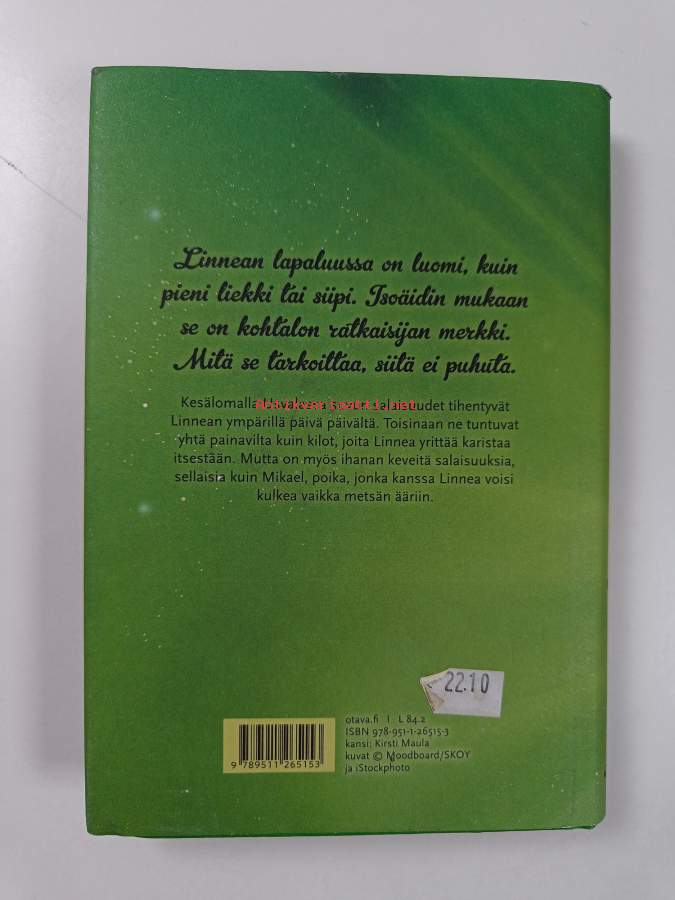 Linnean lapaluussa on luomi, kuin
pieni liekki tai siipi. Isoäidin mukaan
se on kohtalon ratkaisijan merkki.
Mitä se tarkoittaa, siitä ei puhuta.
Kesälomalla salaisuudet tihentyvät
Linnean ympärillä päivä päivältä. Toisinaan ne tuntuvat
yhtä painavilta kuin kilot, joita Linnea yrittää karistaa
itsestään. Mutta on myös ihanan keveitä salaisuuksia,
sellaisia kuin Mikael, poika, jonka kanssa Linnea voisi
kulkea vaikka metsän ääriin.
22.10
otava.fi | L 84.2
ISBN 978-951-1-26515-3
kansi: Kirsti Maula
kuvat © Moodboard/SKOY
ja iStockphoto
9 789511 265153